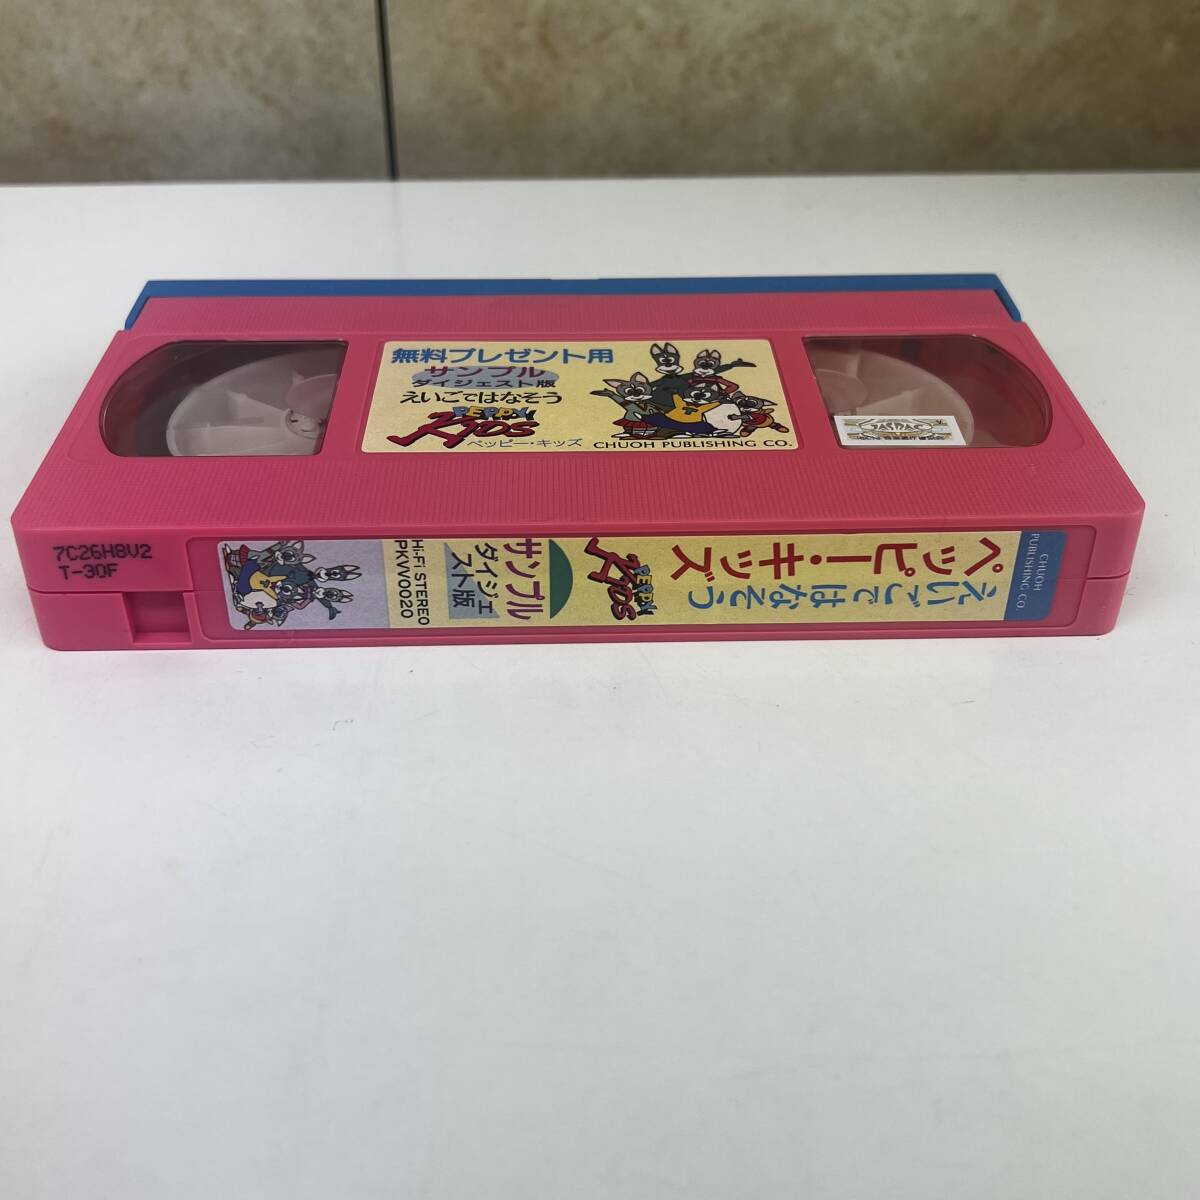 無料プレゼント用
サンプル
ダイジェスト版
えいごではなそう
PEPPY
KIDS
ペッピー・キッズ
CHUOH PUBLISHING CO.
JASRAC
7C26H8V2
T-30F
CHUOH
PUBLISHING CO.
えいごではなそう
ペッピー・キッズ
PEPPY
KIDS
サンプル
ダイジェ
スト版
Hi-Fi STEREO
PKV0020